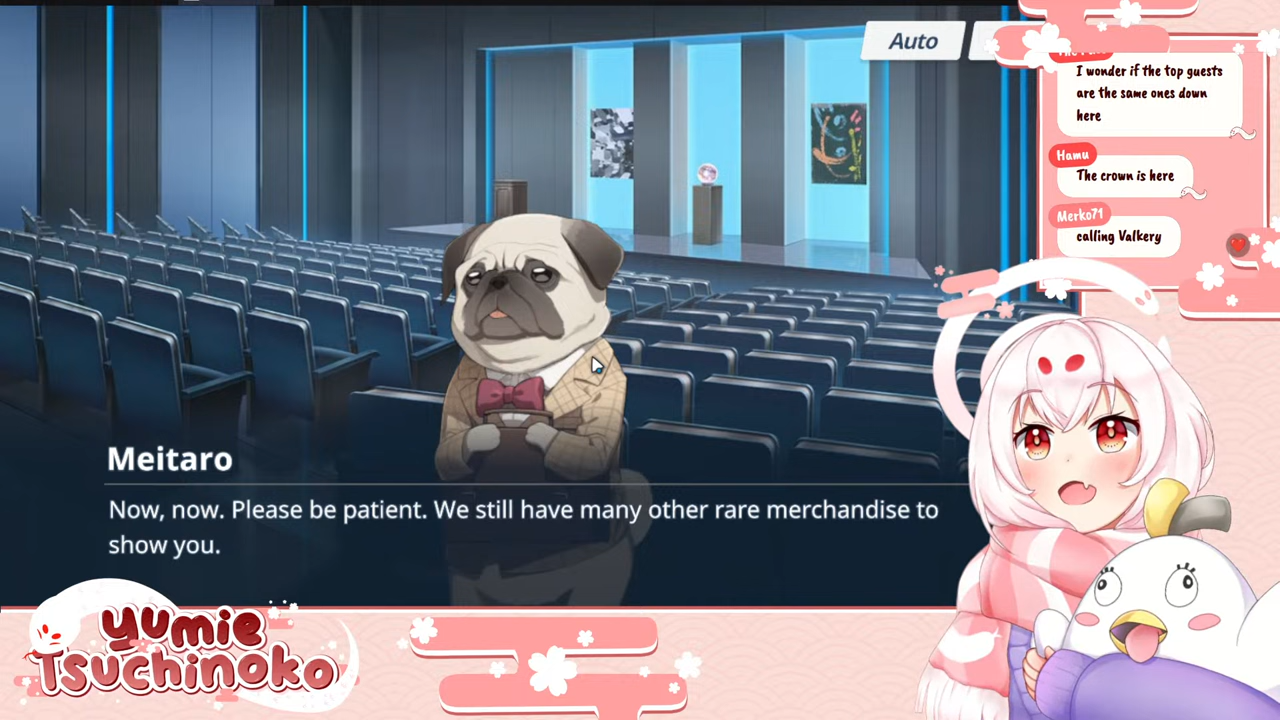 Auto
I wonder if the top guests
are the same ones down
here
Hamu
The crown is here
Merko71
calling Valkery
Meitaro
Now, now. Please be patient. We still have many other rare merchandise to
show you.
yumie
Tsuchinoko